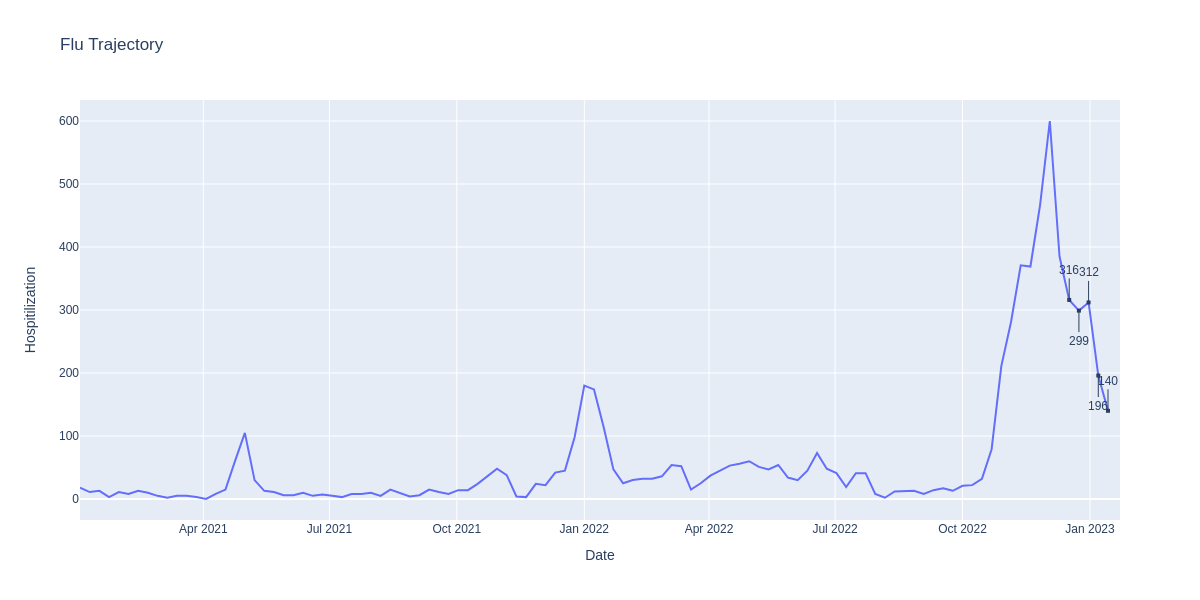 Flu Trajectory
600
500
400
300
200
100
0
Hospitilization
316
312
299
140
196
Apr 2021
Jul 2021
Oct 2021
Jan 2022
Apr 2022
Jul 2022
Oct 2022
Jan 2023
Date